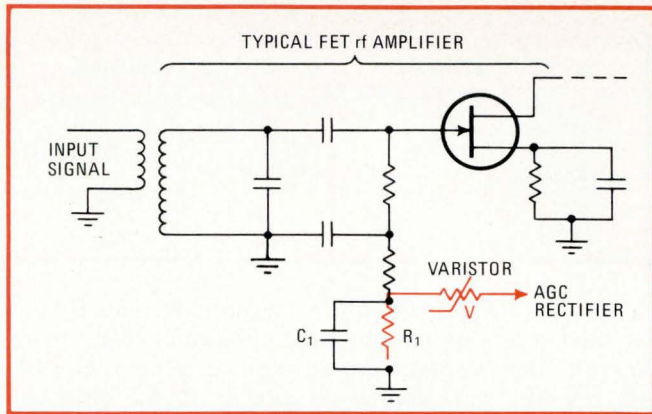 TYPICAL FET rf AMPLIFIER
INPUT
SIGNAL
VARISTOR
V
AGC
RECTIFIER
C1
R1